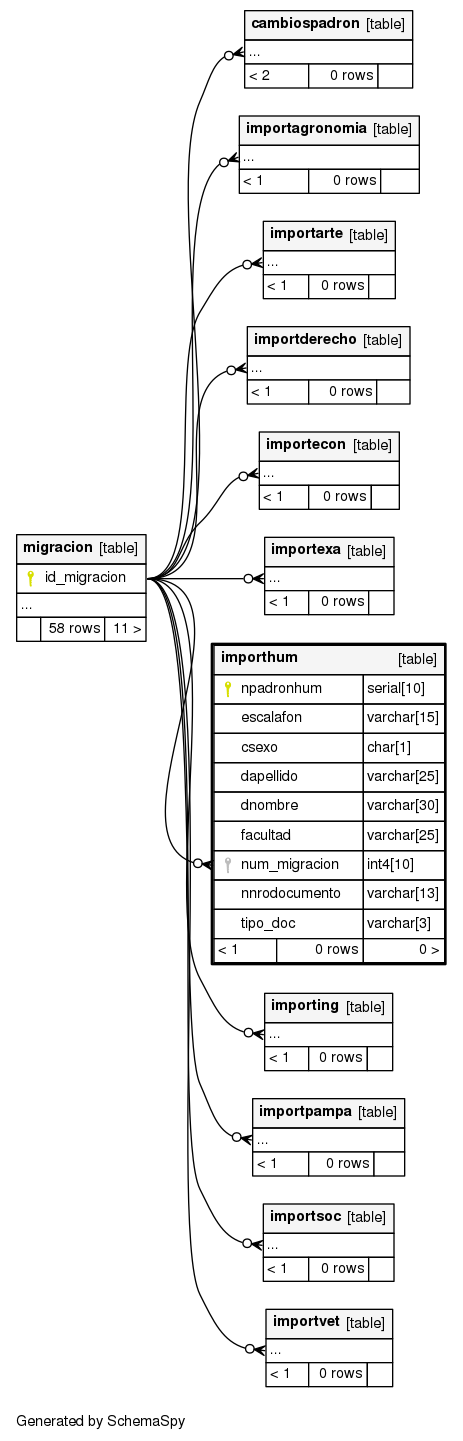 cambiospadron [table]
...
< 2 0 rows
importagronomia [table]
...
< 1 0 rows
importarte [table]
...
< 1 0 rows
importderecho [table]
...
< 1 0 rows
importecon [table]
...
< 1 0 rows
migracion [table]
id_migracion
...
58 rows 11 >
importexa [table]
...
< 1 0 rows
importhum [table]
npadronhum serial[10]
escalafon varchar[15]
csexo char[1]
dapellido varchar[25]
dnombre varchar[30]
facultad varchar[25]
num_migracion int4[10]
nnrodocumento varchar[13]
tipo_doc varchar[3]
< 1 0 rows 0 >
importing [table]
...
< 1 0 rows
importpampa [table]
...
< 1 0 rows
importsoc [table]
...
< 1 0 rows
importvet [table]
...
< 1 0 rows
Generated by SchemaSpy